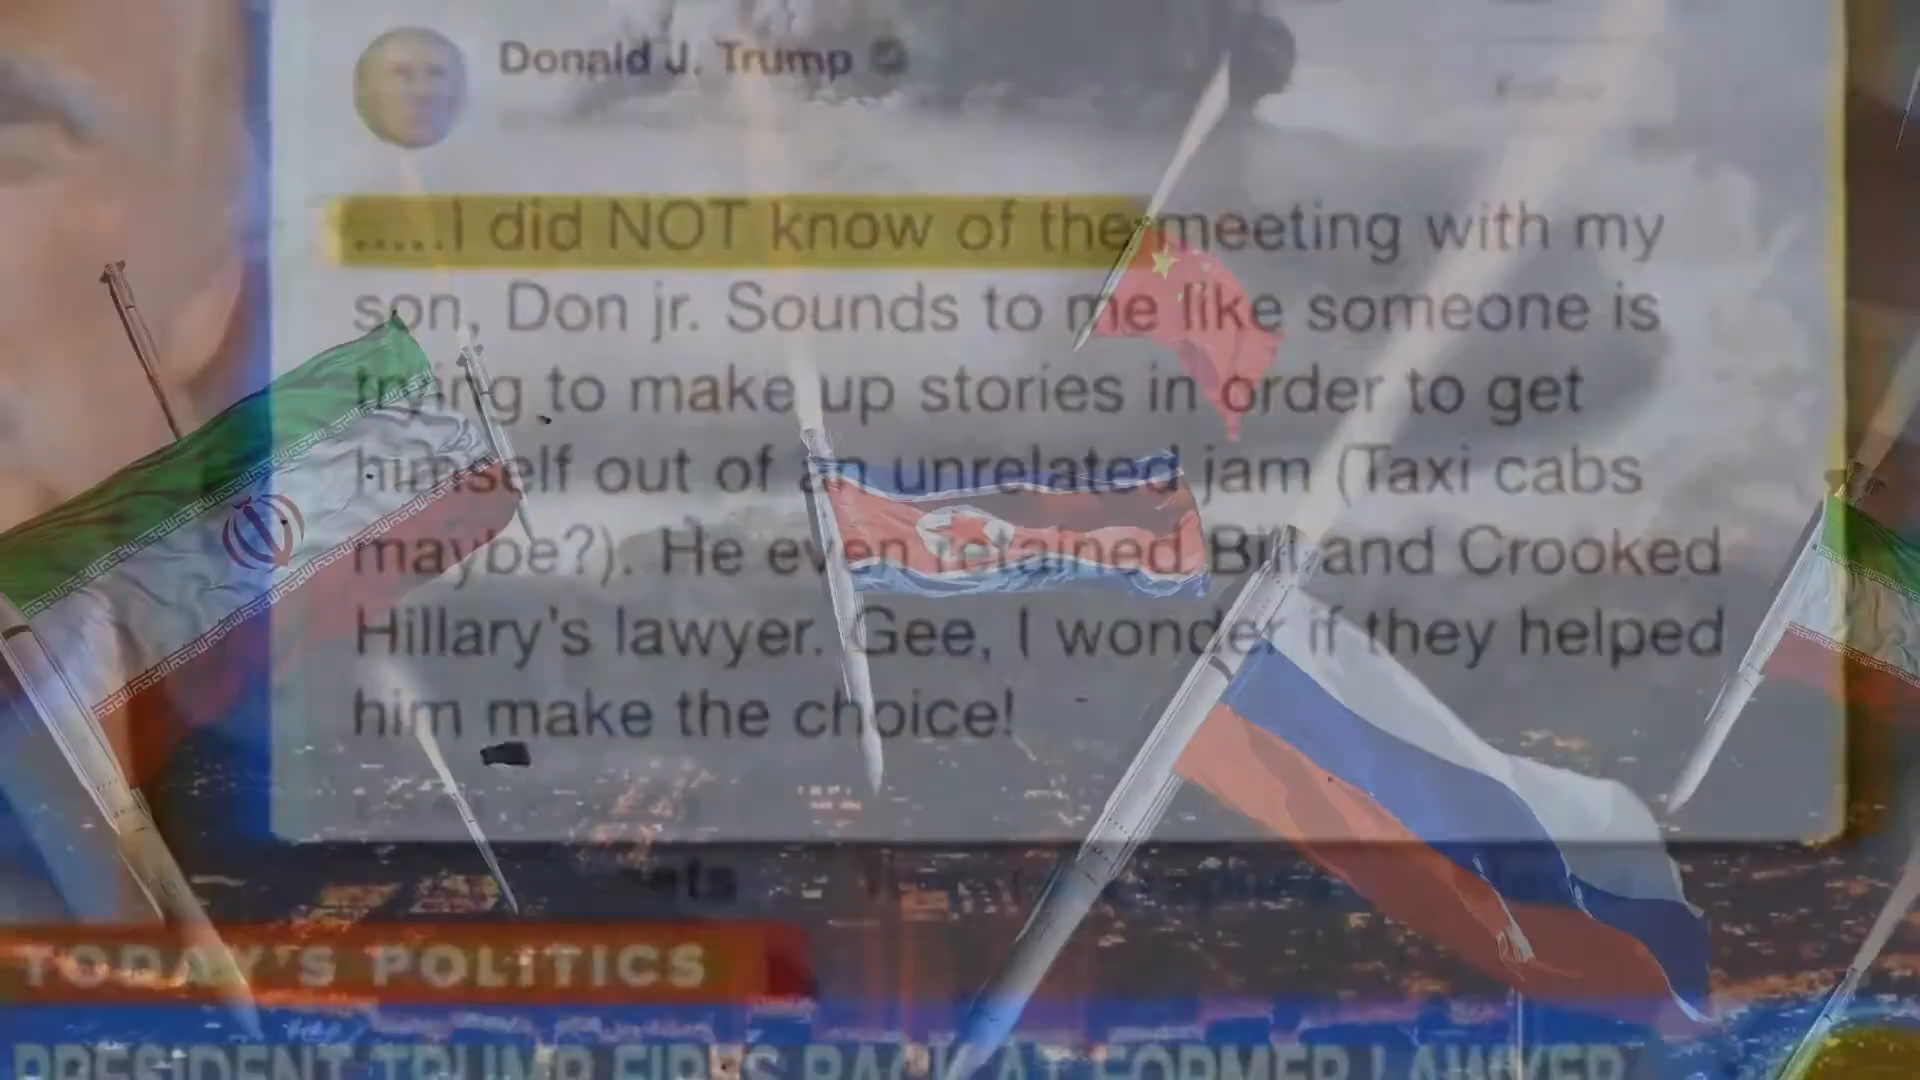 Donald J. Trump
Follow
.....I did NOT know of the meeting with my
son, Don jr. Sounds to me like someone is
trying to make up stories in order to get
himself out of an unrelated jam (Taxi cabs
maybe?). He even retained Bill and Crooked
Hillary's lawyer. Gee, I wonder if they helped
him make the choice!
TODAY'S POLITICS
PRESIDENT TRUMP FIRES BACK AT FORMER LAWYER